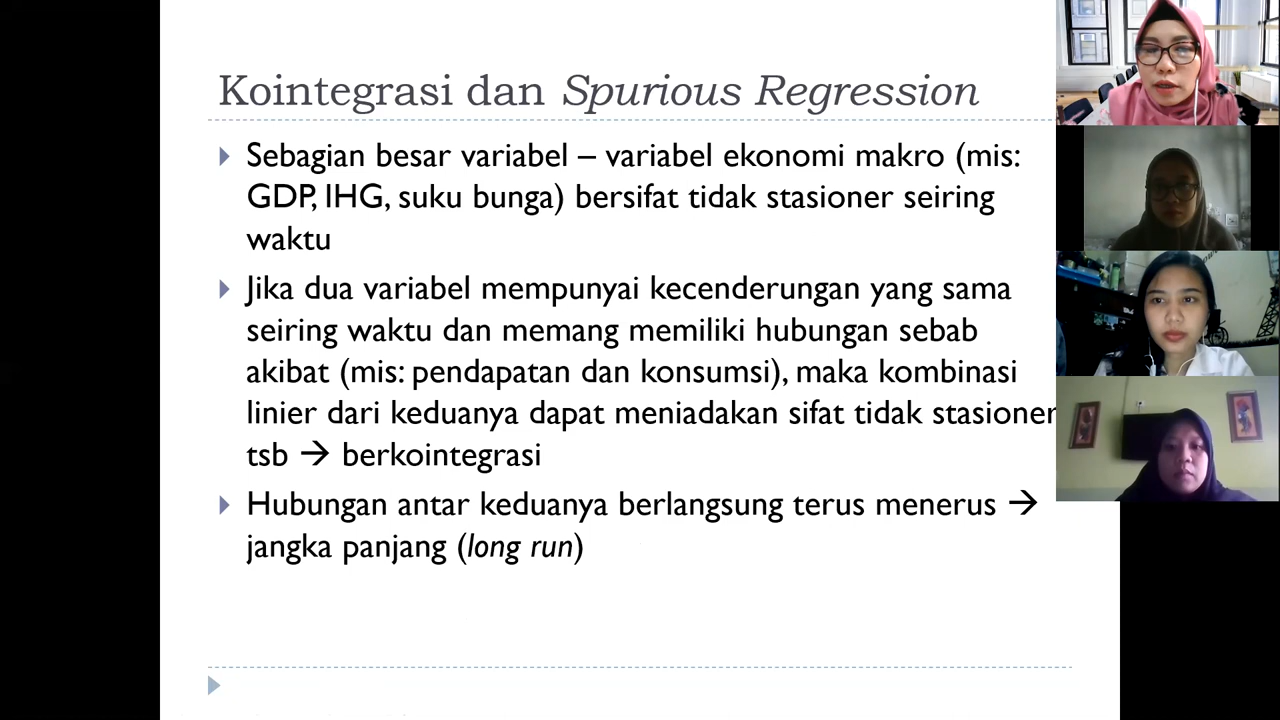 Kointegrasi dan Spurious Regression
Sebagian besar variabel – variabel ekonomi makro (mis:
GDP, IHG, suku bunga) bersifat tidak stasioner seiring
waktu
Jika dua variabel mempunyai kecenderungan yang sama
seiring waktu dan memang memiliki hubungan sebab
akibat (mis: pendapatan dan konsumsi), maka kombinasi
linier dari keduanya dapat meniadakan sifat tidak stasioner
tsb → berkointegrasi
Hubungan antar keduanya berlangsung terus menerus →
jangka panjang (long run)